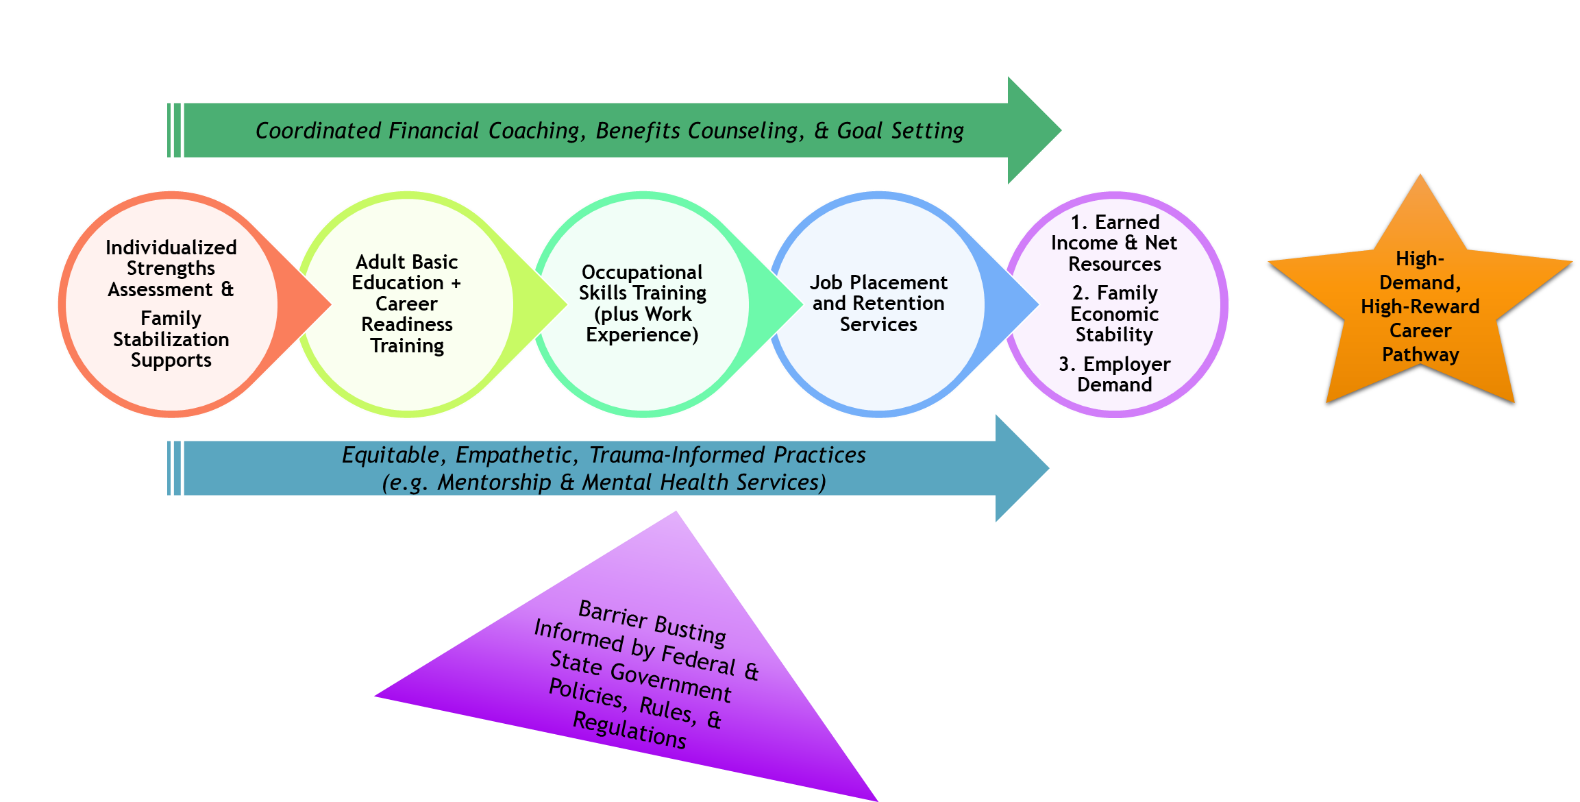 Coordinated Financial Coaching, Benefits Counseling, & Goal Setting
Individualized
Strengths
Assessment &
Family
Stabilization
Supports
Adult Basic
Education +
Career
Readiness
Training
Occupational
Skills Training
(plus Work
Experience)
Job Placement
and Retention
Services
1. Earned
Income & Net
Resources
2. Family
Economic
Stability
3. Employer
Demand
High-
Demand,
High-Reward
Career
Pathway
Equitable, Empathetic, Trauma-Informed Practices
(e.g. Mentorship & Mental Health Services)
Barrier Busting
Informed by Federal &
State Government
Policies, Rules, &
Regulations